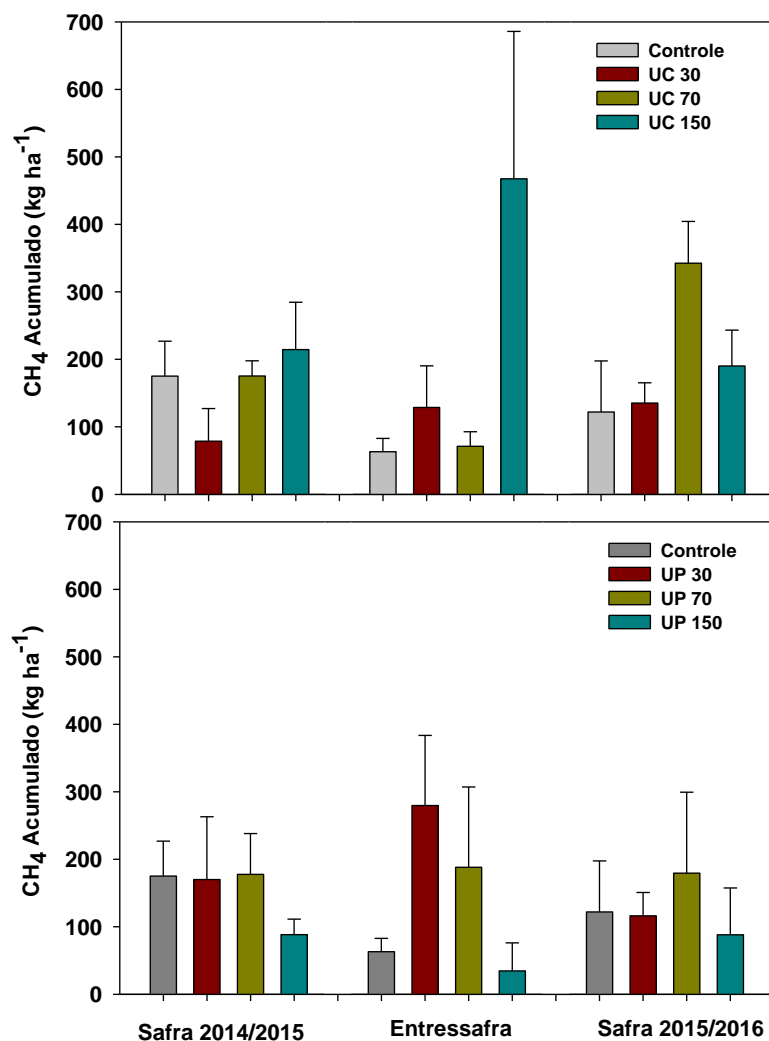 700
600
500
400
300
200
100
0
CH4 Acumulado (kg ha-1)
Controle
UC 30
UC 70
UC 150
700
600
500
400
300
200
100
0
CH4 Acumulado (kg ha-1)
Controle
UP 30
UP 70
UP 150
Safra 2014/2015 Entressafra Safra 2015/2016